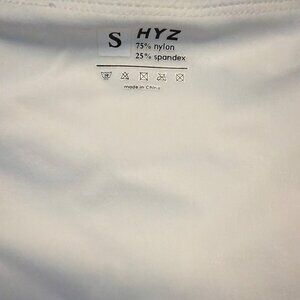 S
HYZ
75% nylon
25% spandex
made in China